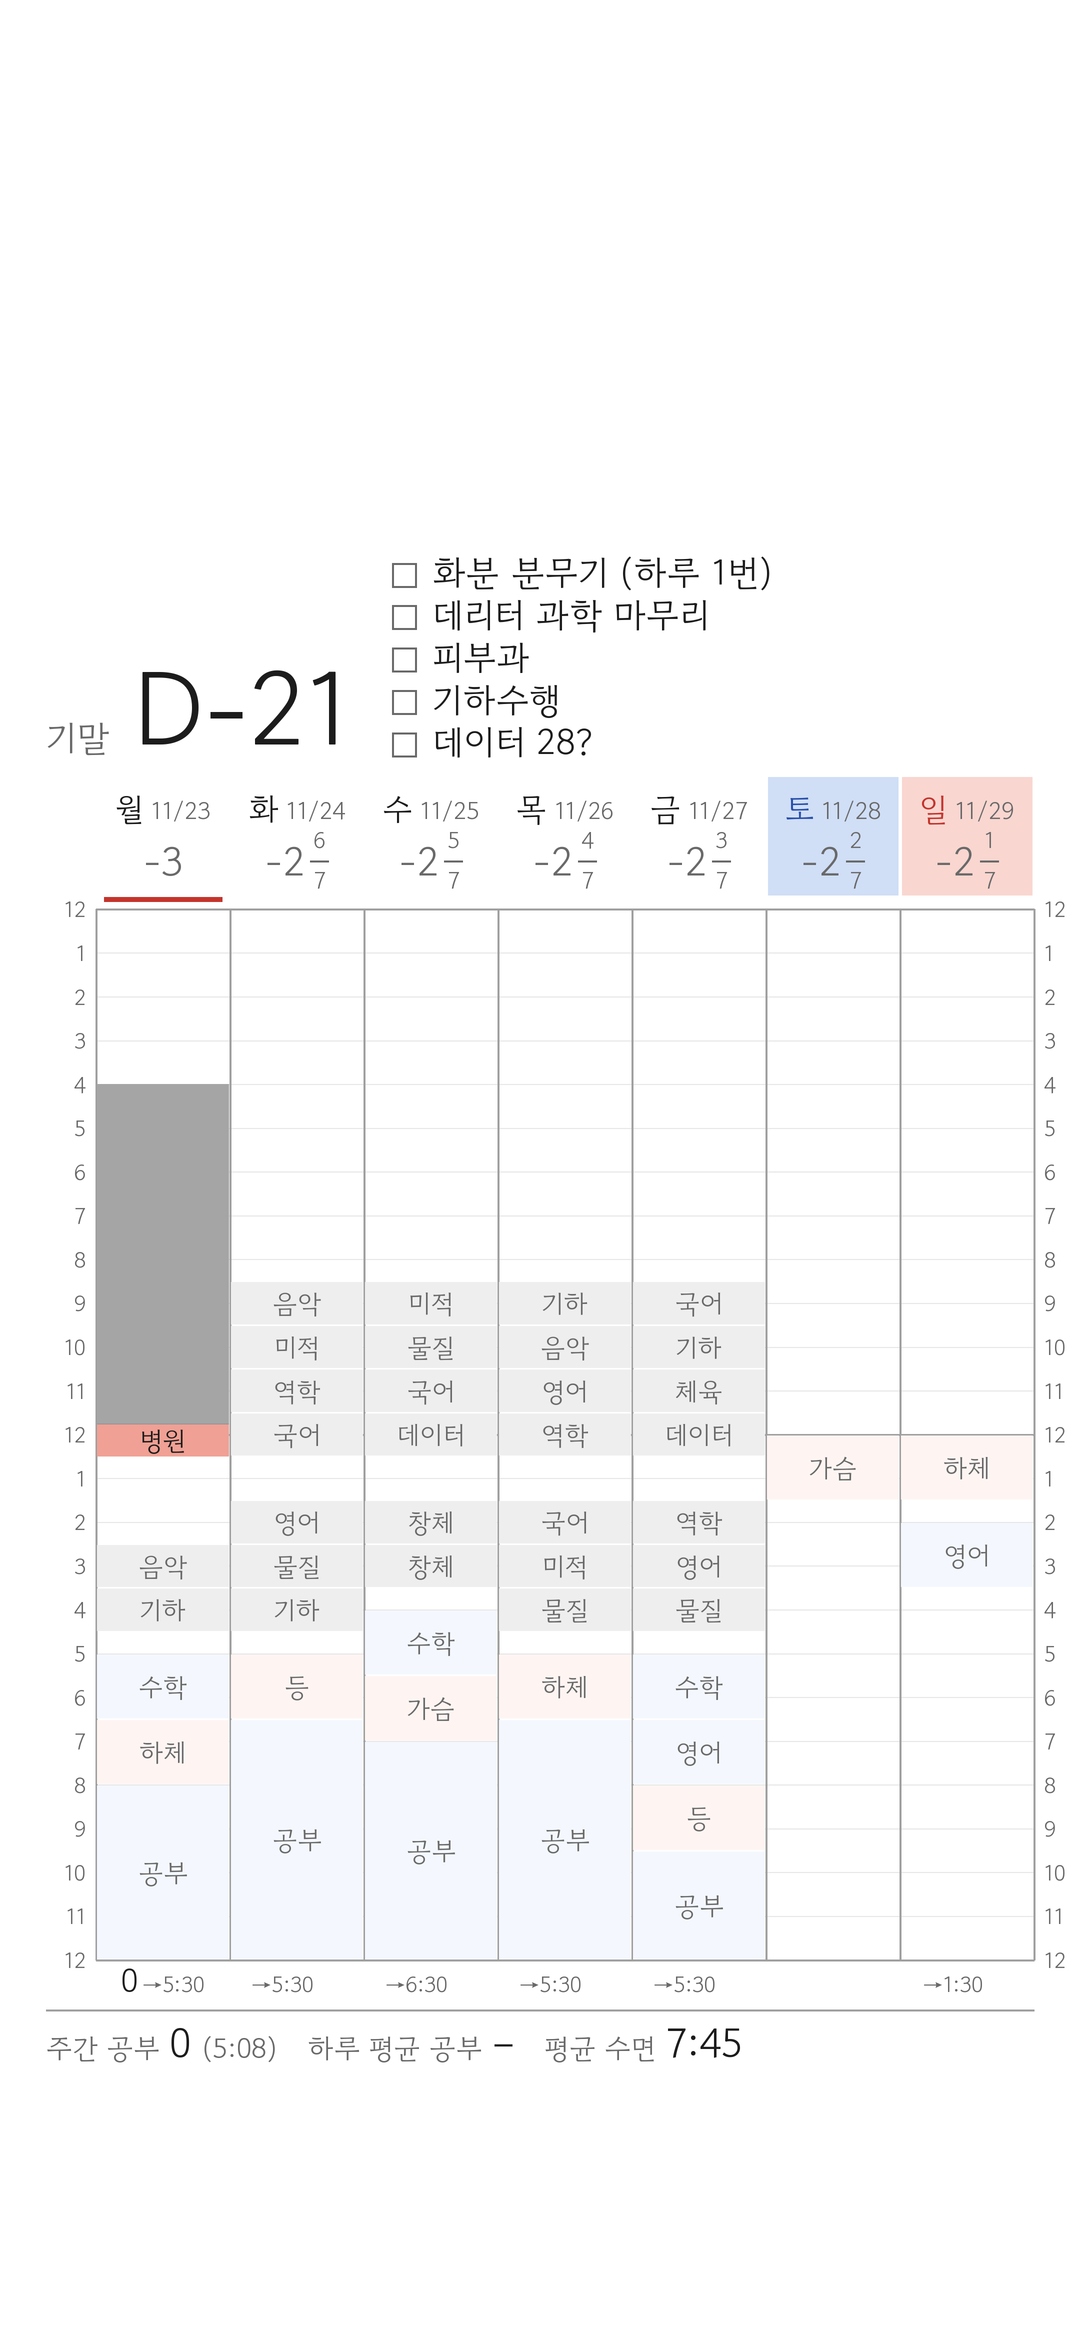 □ 화분 분무기 (하루 1번)
□ 데리터 과학 마무리
□ 피부과
□ 기하수행
□ 데이터 28?
기말 D-21
월 11/23 화 11/24 수 11/25 목 11/26 금 11/27 토 11/28 일 11/29
-3 -2 6/7 -2 5/7 -2 4/7 -2 3/7 -2 2/7 -2 1/7
12 12
1 1
2 2
3 3
4 4
5 5
6 6
7 7
8 8
9 음악 미적 기하 국어 9
10 미적 물질 음악 기하 10
11 역학 국어 영어 체육 11
12 병원 국어 데이터 역학 데이터 12
1 가슴 하체 1
2 영어 창체 국어 역학 2
3 음악 물질 창체 미적 영어 영어 3
4 기하 기하 물질 물질 4
수학
5 5
6 수학 등 하체 수학 6
가슴
7 하체 영어 7
8 8
9 공부 공부 공부 등 9
10 공부 10
11 공부 11
12 12
0 →5:30 →5:30 →6:30 →5:30 →5:30 →1:30
주간 공부 0 (5:08) 하루 평균 공부 – 평균 수면 7:45